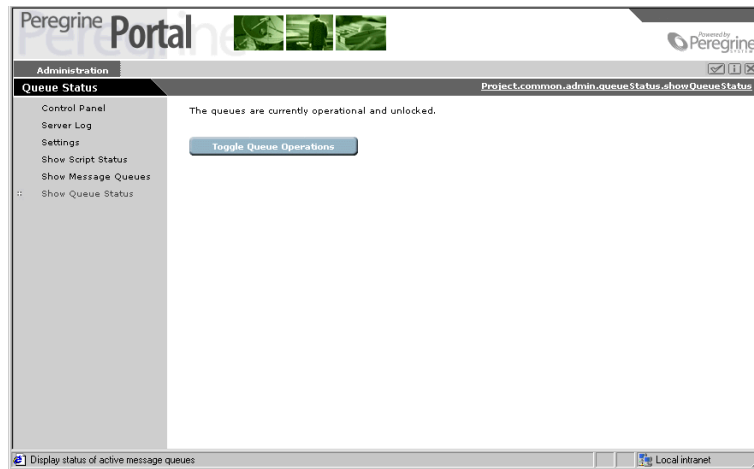 Peregrine Portal
Powered by
Peregrine
SYSTEMS
Administration
Queue Status
Project.common.admin.queueStatus.showQueueStatus
Control Panel
Server Log
Settings
Show Script Status
Show Message Queues
Show Queue Status
The queues are currently operational and unlocked.
Toggle Queue Operations
Display status of active message queues
Local intranet